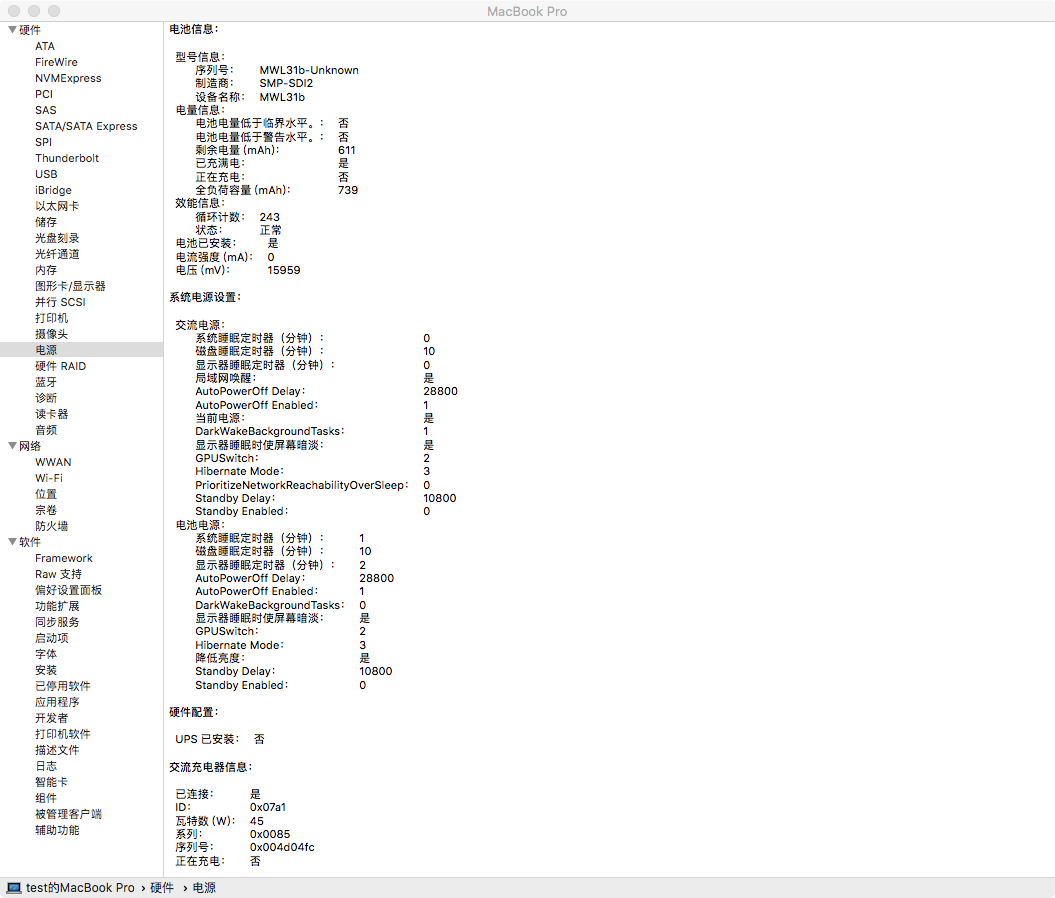 MacBook Pro
硬件
ATA
FireWire
NVMExpress
PCI
SAS
SATA/SATA Express
SPI
Thunderbolt
USB
iBridge
以太网卡
储存
光盘刻录
光纤通道
内存
图形卡/显示器
并行 SCSI
打印机
摄像头
电源
硬件 RAID
蓝牙
诊断
读卡器
音频
网络
WWAN
Wi-Fi
位置
宗卷
防火墙
软件
Framework
Raw 支持
偏好设置面板
功能扩展
同步服务
启动项
字体
安装
已停用软件
应用程序
开发者
打印机软件
描述文件
日志
智能卡
组件
被管理客户端
辅助功能
电池信息：
型号信息：
序列号： MWL31b-Unknown
制造商： SMP-SDI2
设备名称： MWL31b
电量信息：
电池电量低于临界水平。： 否
电池电量低于警告水平。： 否
剩余电量 (mAh)： 611
已充满电： 是
正在充电： 否
全负荷容量 (mAh)： 739
效能信息：
循环计数： 243
状态： 正常
电池已安装： 是
电流强度 (mA)： 0
电压 (mV)： 15959
系统电源设置：
交流电源：
系统睡眠定时器（分钟）： 0
磁盘睡眠定时器（分钟）： 10
显示器睡眠定时器（分钟）： 0
局域网唤醒： 是
AutoPowerOff Delay： 28800
AutoPowerOff Enabled： 1
当前电源： 是
DarkWakeBackgroundTasks： 1
显示器睡眠时使屏幕暗淡： 是
GPUSwitch： 2
Hibernate Mode： 3
PrioritizeNetworkReachabilityOverSleep： 0
Standby Delay： 10800
Standby Enabled： 0
电池电源：
系统睡眠定时器（分钟）： 1
磁盘睡眠定时器（分钟）： 10
显示器睡眠定时器（分钟）： 2
AutoPowerOff Delay： 28800
AutoPowerOff Enabled： 1
DarkWakeBackgroundTasks： 0
显示器睡眠时使屏幕暗淡： 是
GPUSwitch： 2
Hibernate Mode： 3
降低亮度： 是
Standby Delay： 10800
Standby Enabled： 0
硬件配置：
UPS 已安装： 否
交流充电器信息：
已连接： 是
ID： 0x07a1
瓦特数 (W)： 45
系列： 0x0085
序列号： 0x004d04fc
正在充电： 否
test的MacBook Pro › 硬件 › 电源